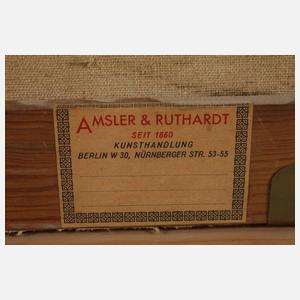 AMSLER & RUTHARDT
SEIT 1860
KUNSTHANDLUNG
BERLIN W 30, NÜRNBERGER STR. 53-55